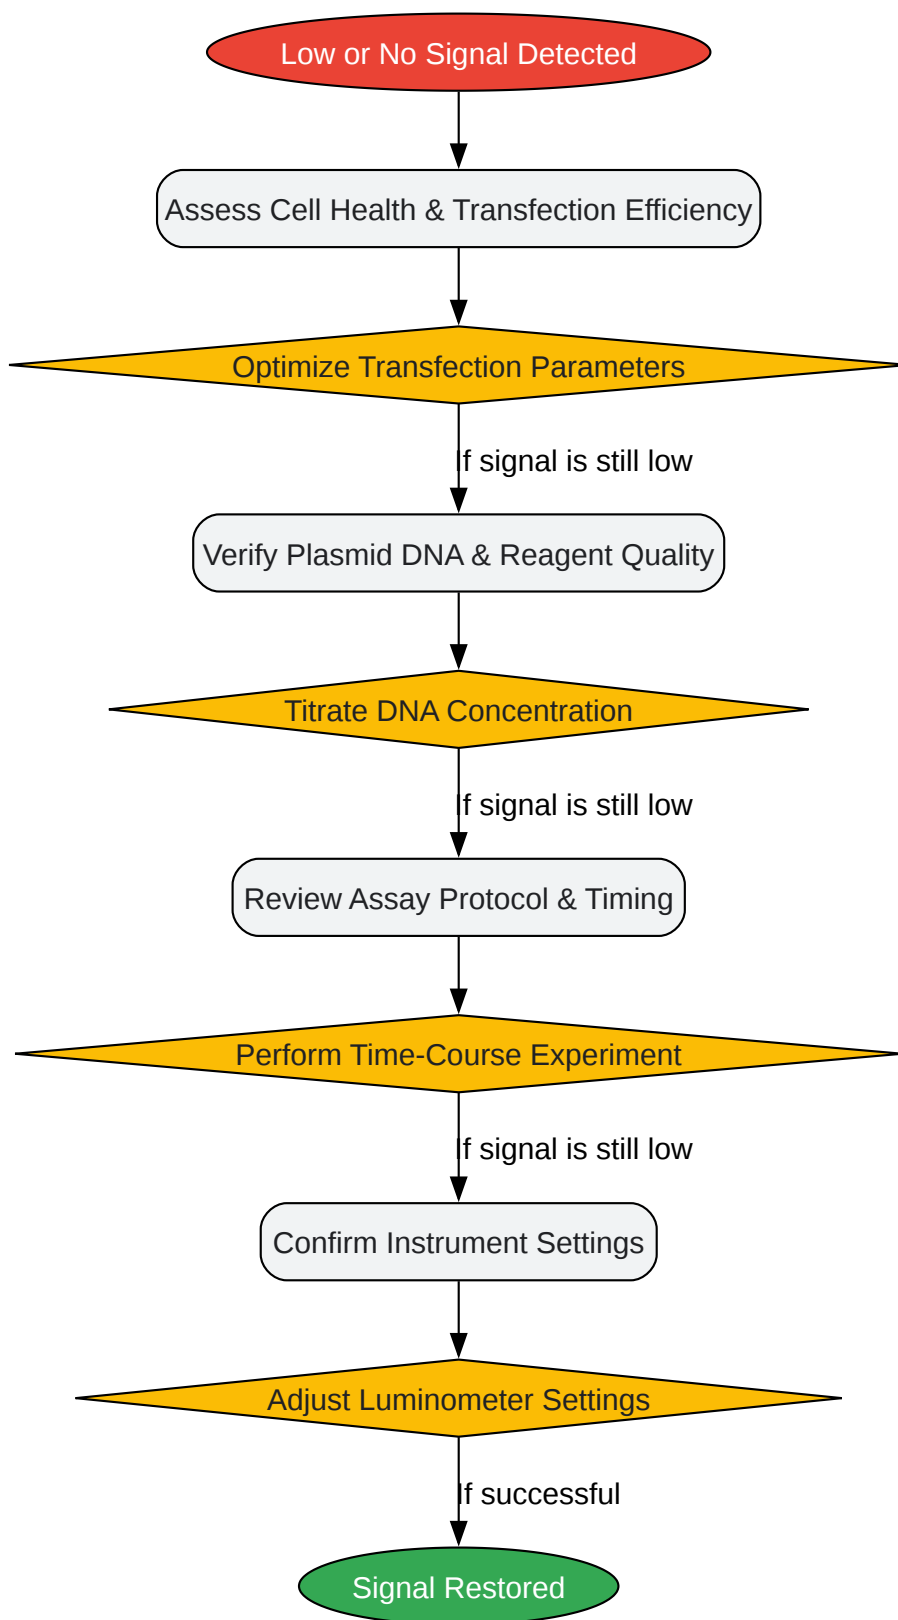 Low or No Signal Detected
Assess Cell Health & Transfection Efficiency
Optimize Transfection Parameters
If signal is still low
Verify Plasmid DNA & Reagent Quality
Titrate DNA Concentration
If signal is still low
Review Assay Protocol & Timing
Perform Time-Course Experiment
If signal is still low
Confirm Instrument Settings
Adjust Luminometer Settings
If successful
Signal Restored